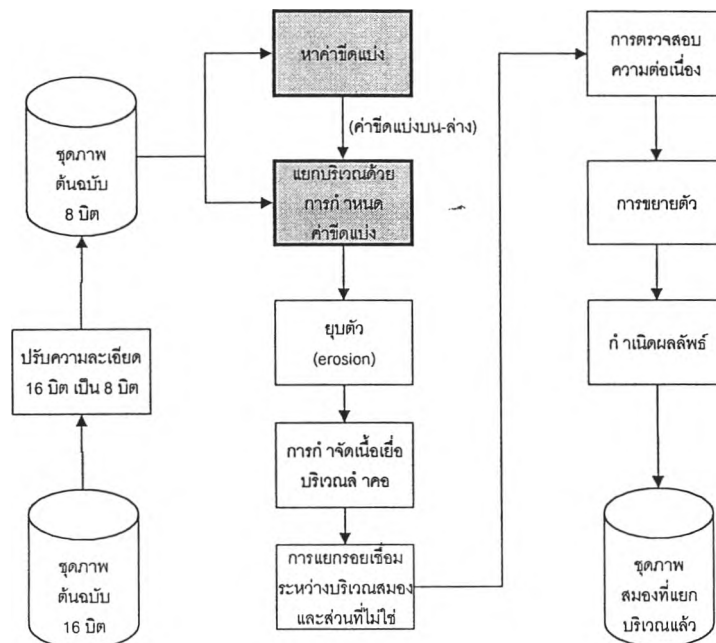 หาค่าขีดแบ่ง
(ค่าขีดแบ่งบน-ล่าง)
ชุดภาพ
ต้นฉบับ
8 บิต
แยกบริเวณด้วย
การกำหนด
ค่าขีดแบ่ง
ปรับความละเอียด
16 บิต เป็น 8 บิต
ชุดภาพ
ต้นฉบับ
16 บิต
ยุบตัว
(erosion)
การกำจัดเนื้อเยื่อ
บริเวณลำคอ
การแยกรอยเชื่อม
ระหว่างบริเวณสมอง
และส่วนที่ไม่ใช่
การตรวจสอบ
ความต่อเนื่อง
การขยายตัว
กำเนิดผลลัพธ์
ชุดภาพ
สมองที่แยก
บริเวณแล้ว